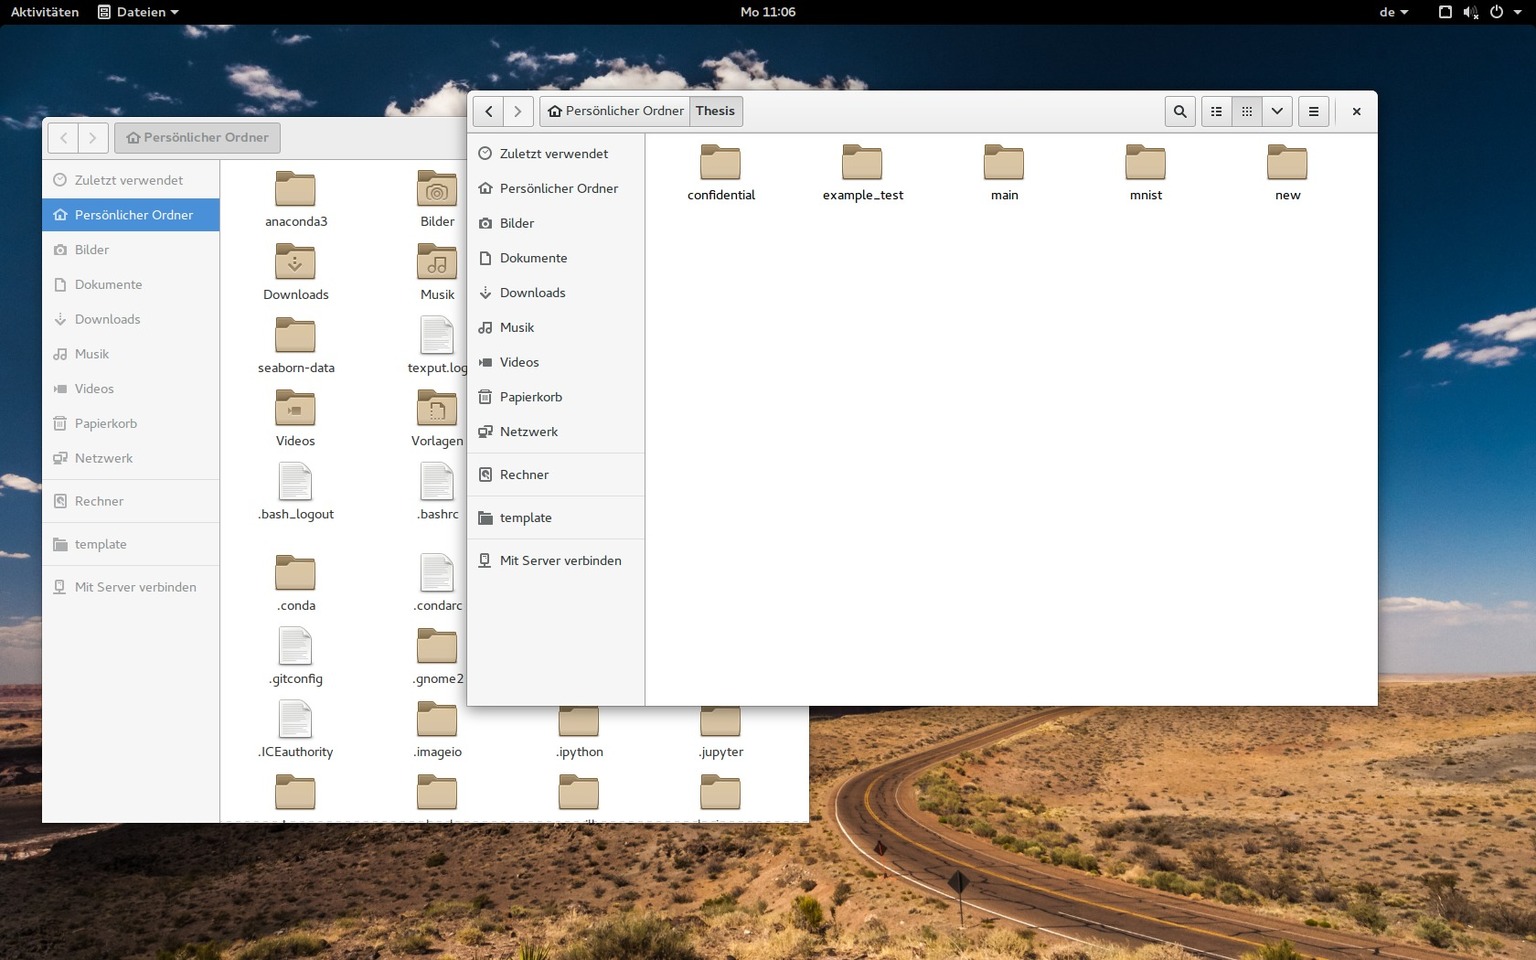 Aktivitäten
Dateien
Mo 11:06
de
Persönlicher Ordner
Zuletzt verwendet
Persönlicher Ordner
Bilder
Dokumente
Downloads
Musik
Videos
Papierkorb
Netzwerk
Rechner
template
Mit Server verbinden
anaconda3
Bilder
Downloads
Musik
seaborn-data
texput.log
Videos
Vorlagen
.bash_logout
.bashrc
.conda
.condarc
.gitconfig
.gnome2
.ICEauthority
.imageio
.ipython
.jupyter
Persönlicher Ordner
Thesis
Zuletzt verwendet
Persönlicher Ordner
Bilder
Dokumente
Downloads
Musik
Videos
Papierkorb
Netzwerk
Rechner
template
Mit Server verbinden
confidential
example_test
main
mnist
new